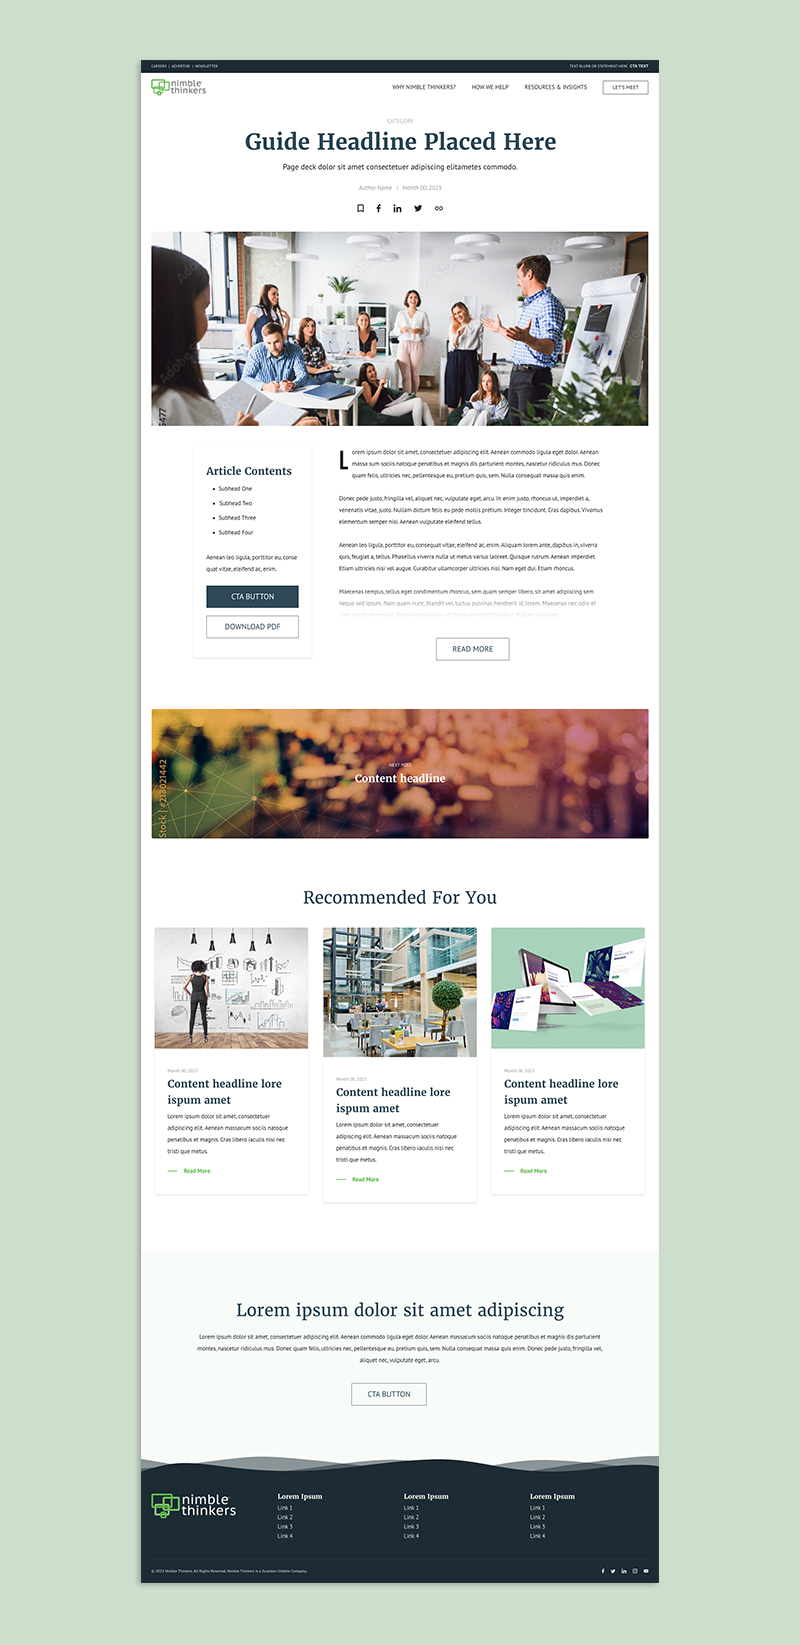 CAREERS | ADVERTISE | NEWSLETTER
TEXT BLURB OR STATEMENT HERE CTA TEXT
nimble
thinkers
WHY NIMBLE THINKERS?
HOW WE HELP
RESOURCES & INSIGHTS
LET'S MEET
CATEGORY
Guide Headline Placed Here
Page deck dolor sit amet consectetuer adipiscing elitametes commodo.
Author Name | Month 00, 2023
Article Contents
Subhead One
Subhead Two
Subhead Three
Subhead Four
Aenean leo ligula, porttitor eu, conse
quat vitae, eleifend ac, enim.
CTA BUTTON
DOWNLOAD PDF
Lorem ipsum dolor sit amet, consectetuer adipiscing elit. Aenean commodo ligula eget dolor. Aenean
massa sum sociis natoque penatibus et magnis dis parturient montes, nascetur ridiculus mus. Donec
quam felis, ultricies nec, pellentesque eu, pretium quis, sem. Nulla consequat massa quis enim.
Donec pede justo, fringilla vel, aliquet nec, vulputate eget, arcu. In enim justo, rhoncus ut, imperdiet a,
venenatis vitae, justo. Nullam dictum felis eu pede mollis pretium. Integer tincidunt. Cras dapibus. Vivamus
elementum semper nisi. Aenean vulputate eleifend tellus.
Aenean leo ligula, porttitor eu, consequat vitae, eleifend ac, enim. Aliquam lorem ante, dapibus in, viverra
quis, feugiat a, tellus. Phasellus viverra nulla ut metus varius laoreet. Quisque rutrum. Aenean imperdiet.
Etiam ultricies nisi vel augue. Curabitur ullamcorper ultricies nisi. Nam eget dui. Etiam rhoncus.
Maecenas tempus, tellus eget condimentum rhoncus, sem quam semper libero, sit amet adipiscing sem
neque sed ipsum. Nam quam nunc, blandit vel, luctus pulvinar, hendrerit id, lorem. Maecenas nec odio et
READ MORE
Stock | #213021442
NEXT POST
Content headline
Recommended For You
Month 00, 2023
Content headline lore
ispum amet
Lorem ipsum dolor sit amet, consectetuer
adipiscing elit. Aenean massacum sociis natoque
penatibus et magnis. Cras libero iaculis nisi nec
tristi que metus.
Read More
Month 00, 2023
Content headline lore
ispum amet
Lorem ipsum dolor sit amet, consectetuer
adipiscing elit. Aenean massacum sociis natoque
penatibus et magnis. Cras libero iaculis nisi nec
tristi que metus.
Read More
Month 00, 2023
Content headline lore
ispum amet
Lorem ipsum dolor sit amet, consectetuer
adipiscing elit. Aenean massacum sociis natoque
penatibus et magnis. Cras libero iaculis nisi nec
tristi que metus.
Read More
Lorem ipsum dolor sit amet adipiscing
Lorem ipsum dolor sit amet, consectetuer adipiscing elit. Aenean commodo ligula eget dolor. Aenean massacum sociis natoque penatibus et magnis dis parturient
montes, nascetur ridiculus mus. Donec quam felis, ultricies nec, pellentesque eu, pretium quis, sem. Nulla consequat massa quis enim. Donec pede justo, fringilla vel,
aliquet nec, vulputate eget, arcu.
CTA BUTTON
nimble
thinkers
Lorem Ipsum
Link 1
Link 2
Link 3
Link 4
Lorem Ipsum
Link 1
Link 2
Link 3
Link 4
Lorem Ipsum
Link 1
Link 2
Link 3
Link 4
© 2023 Nimble Thinkers. All Rights Reserved. Nimble Thinkers is a Scranton Gillette Company.